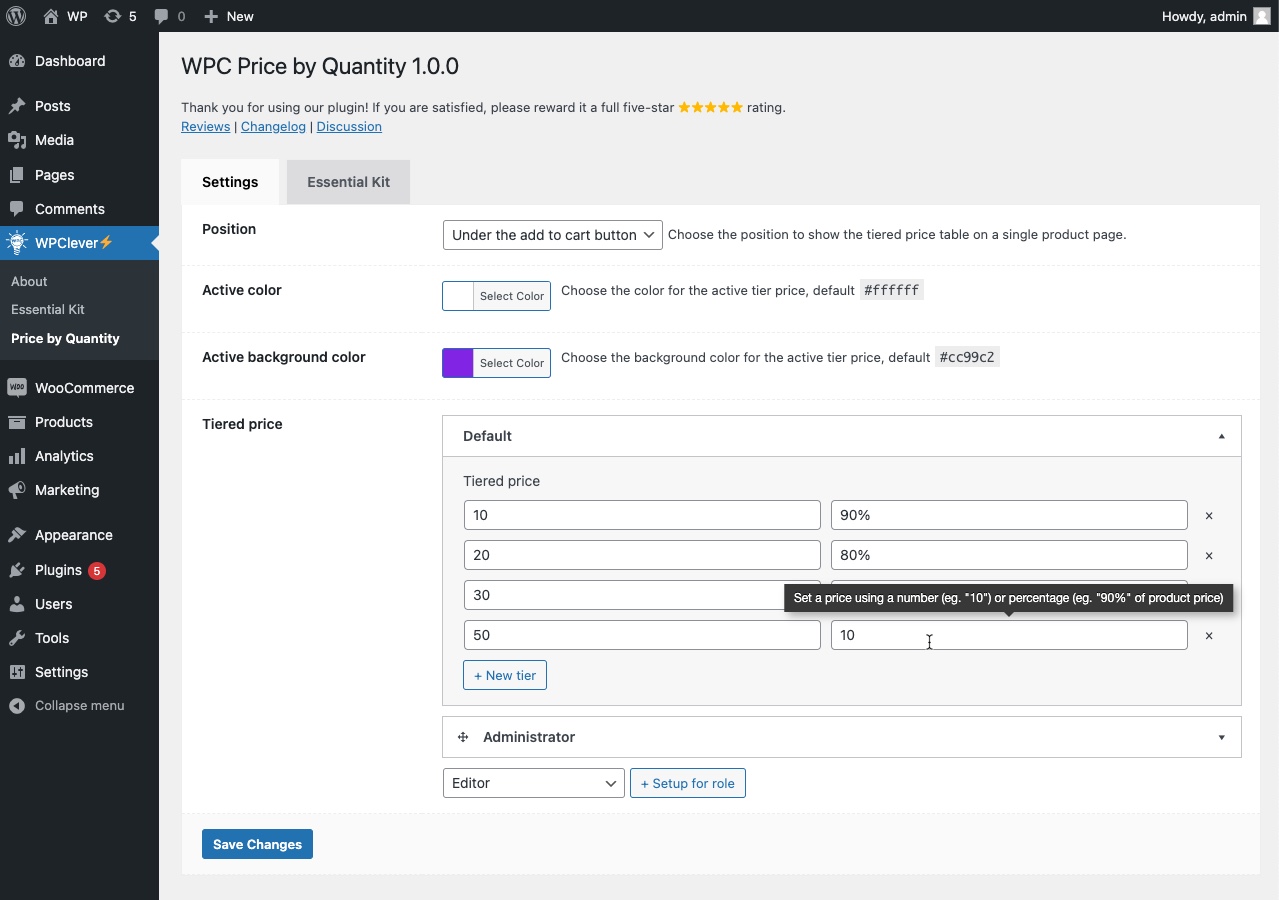 WP 5 0 New Howdy, admin
Dashboard
Posts
Media
Pages
Comments
WPClever⚡
About
Essential Kit
Price by Quantity
WooCommerce
Products
Analytics
Marketing
Appearance
Plugins 5
Users
Tools
Settings
Collapse menu
WPC Price by Quantity 1.0.0
Thank you for using our plugin! If you are satisfied, please reward it a full five-star ⭐⭐⭐⭐⭐ rating.
Reviews | Changelog | Discussion
Settings Essential Kit
Position Under the add to cart button Choose the position to show the tiered price table on a single product page.
Active color Select Color Choose the color for the active tier price, default #ffffff
Active background color Select Color Choose the background color for the active tier price, default #cc99c2
Tiered price Default
Tiered price
10 90% ×
20 80% ×
30
Set a price using a number (eg. "10") or percentage (eg. "90%" of product price)
50 10 ×
+ New tier
Administrator
Editor + Setup for role
Save Changes